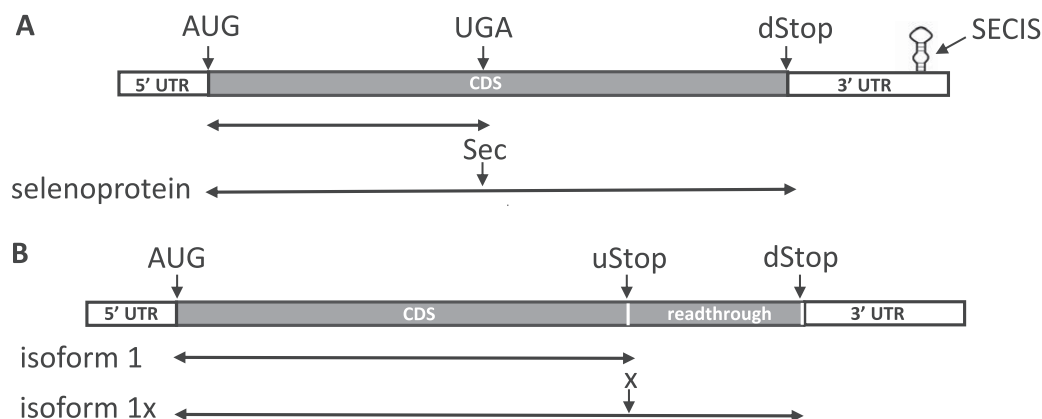 A
AUG UGA dStop SECIS
5’ UTR CDS 3’ UTR
Sec
selenoprotein
B
AUG uStop dStop
5’ UTR CDS readthrough 3’ UTR
isoform 1
x
isoform 1x